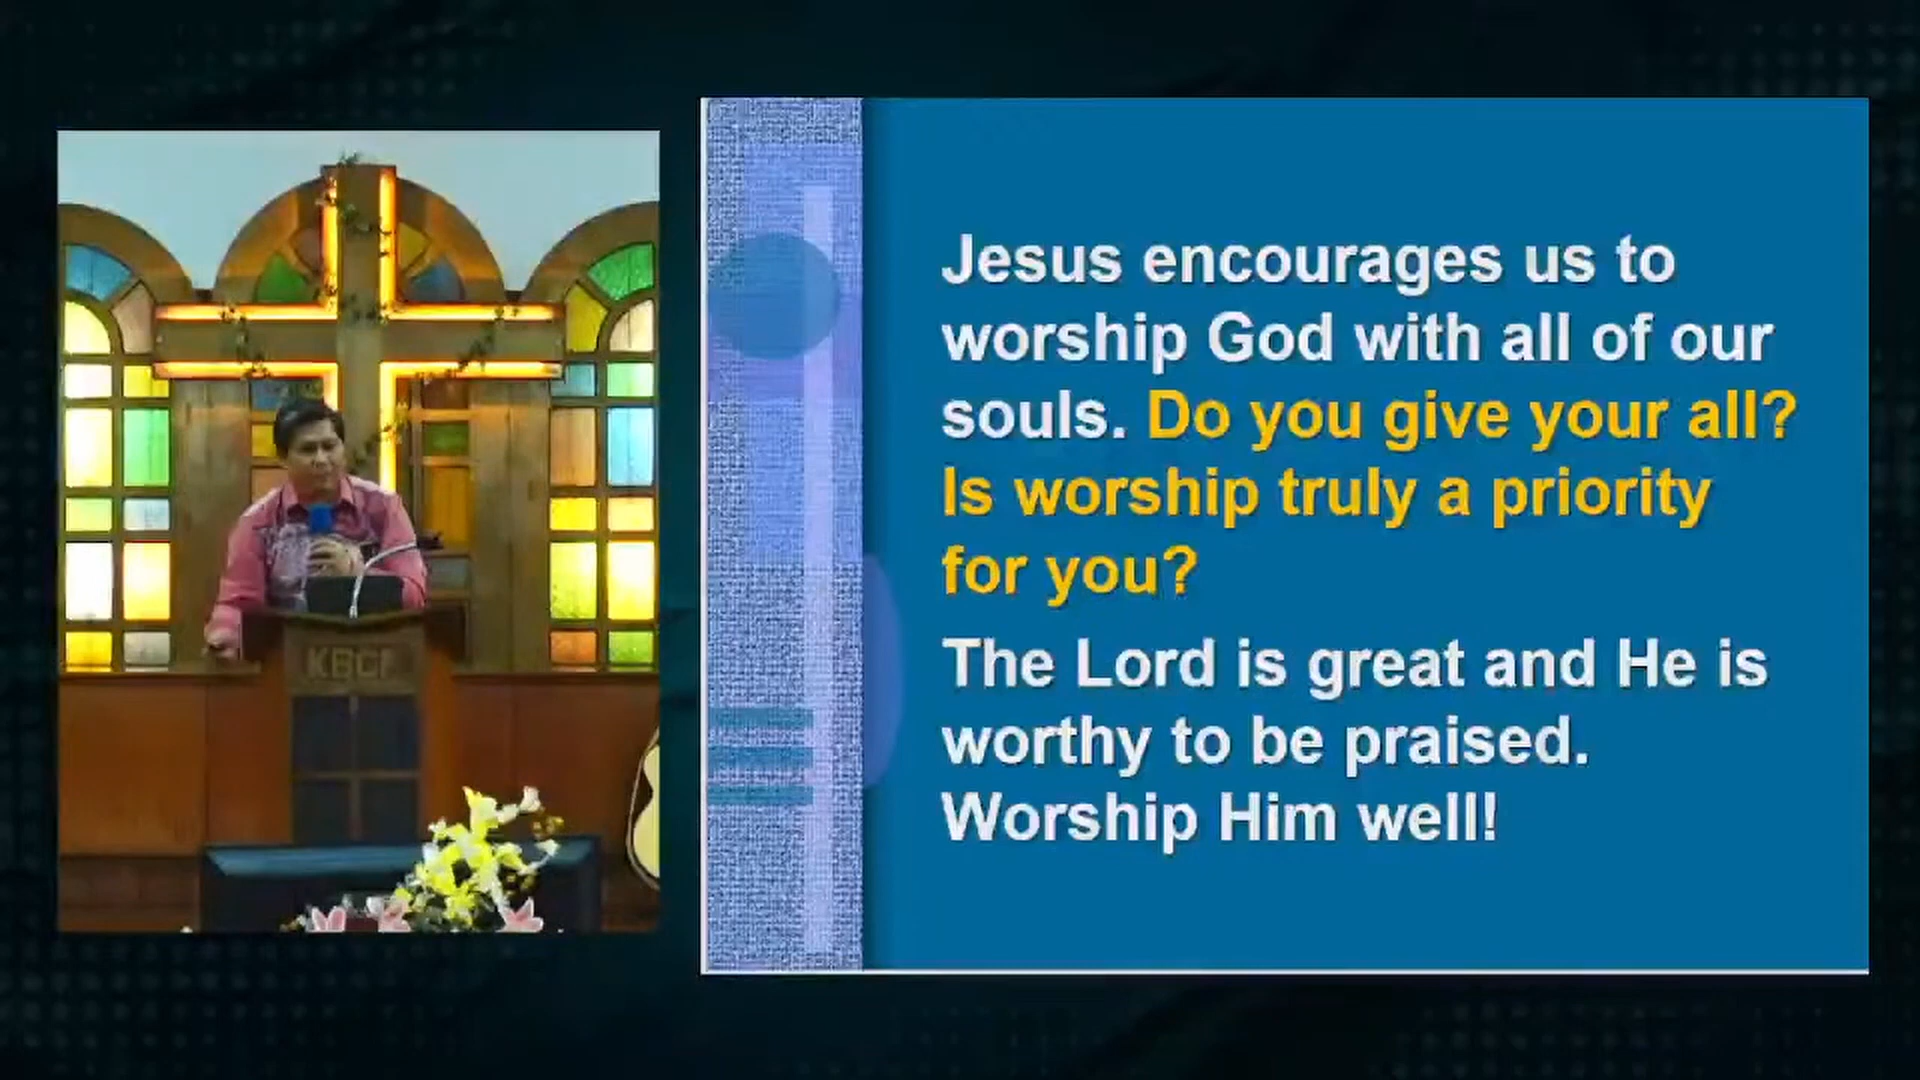 KBCF
Jesus encourages us to
worship God with all of our
souls. Do you give your all?
Is worship truly a priority
for you?
The Lord is great and He is
worthy to be praised.
Worship Him well!